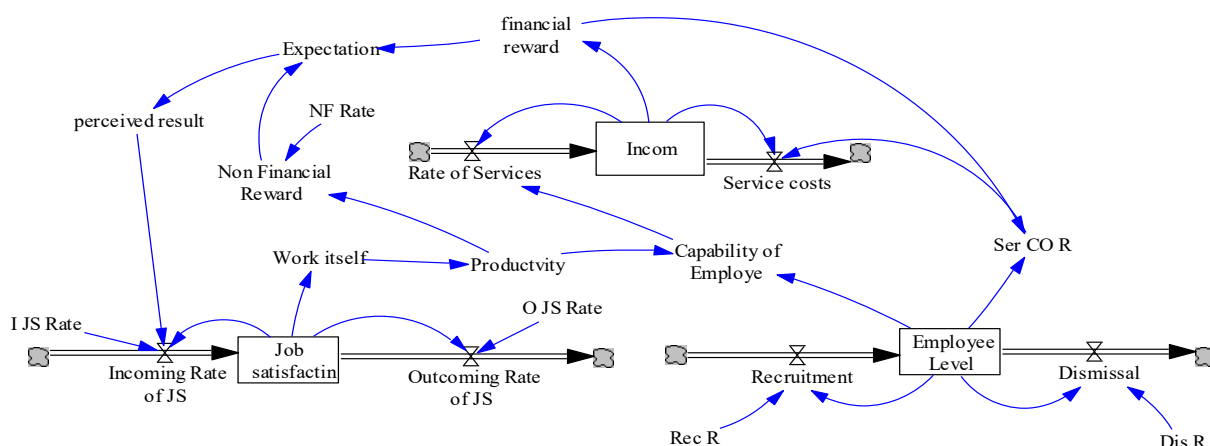 financial
reward
Expectation
perceived result
NF Rate
Incom
Rate of Services
Service costs
Non Financial
Reward
Ser CO R
Work itself
Productvity
Capability of
Employe
I JS Rate
O JS Rate
Job
satisfactin
Employee
Level
Incoming Rate
of JS
Outcoming Rate
of JS
Recruitment
Dismissal
Rec R
Dis R